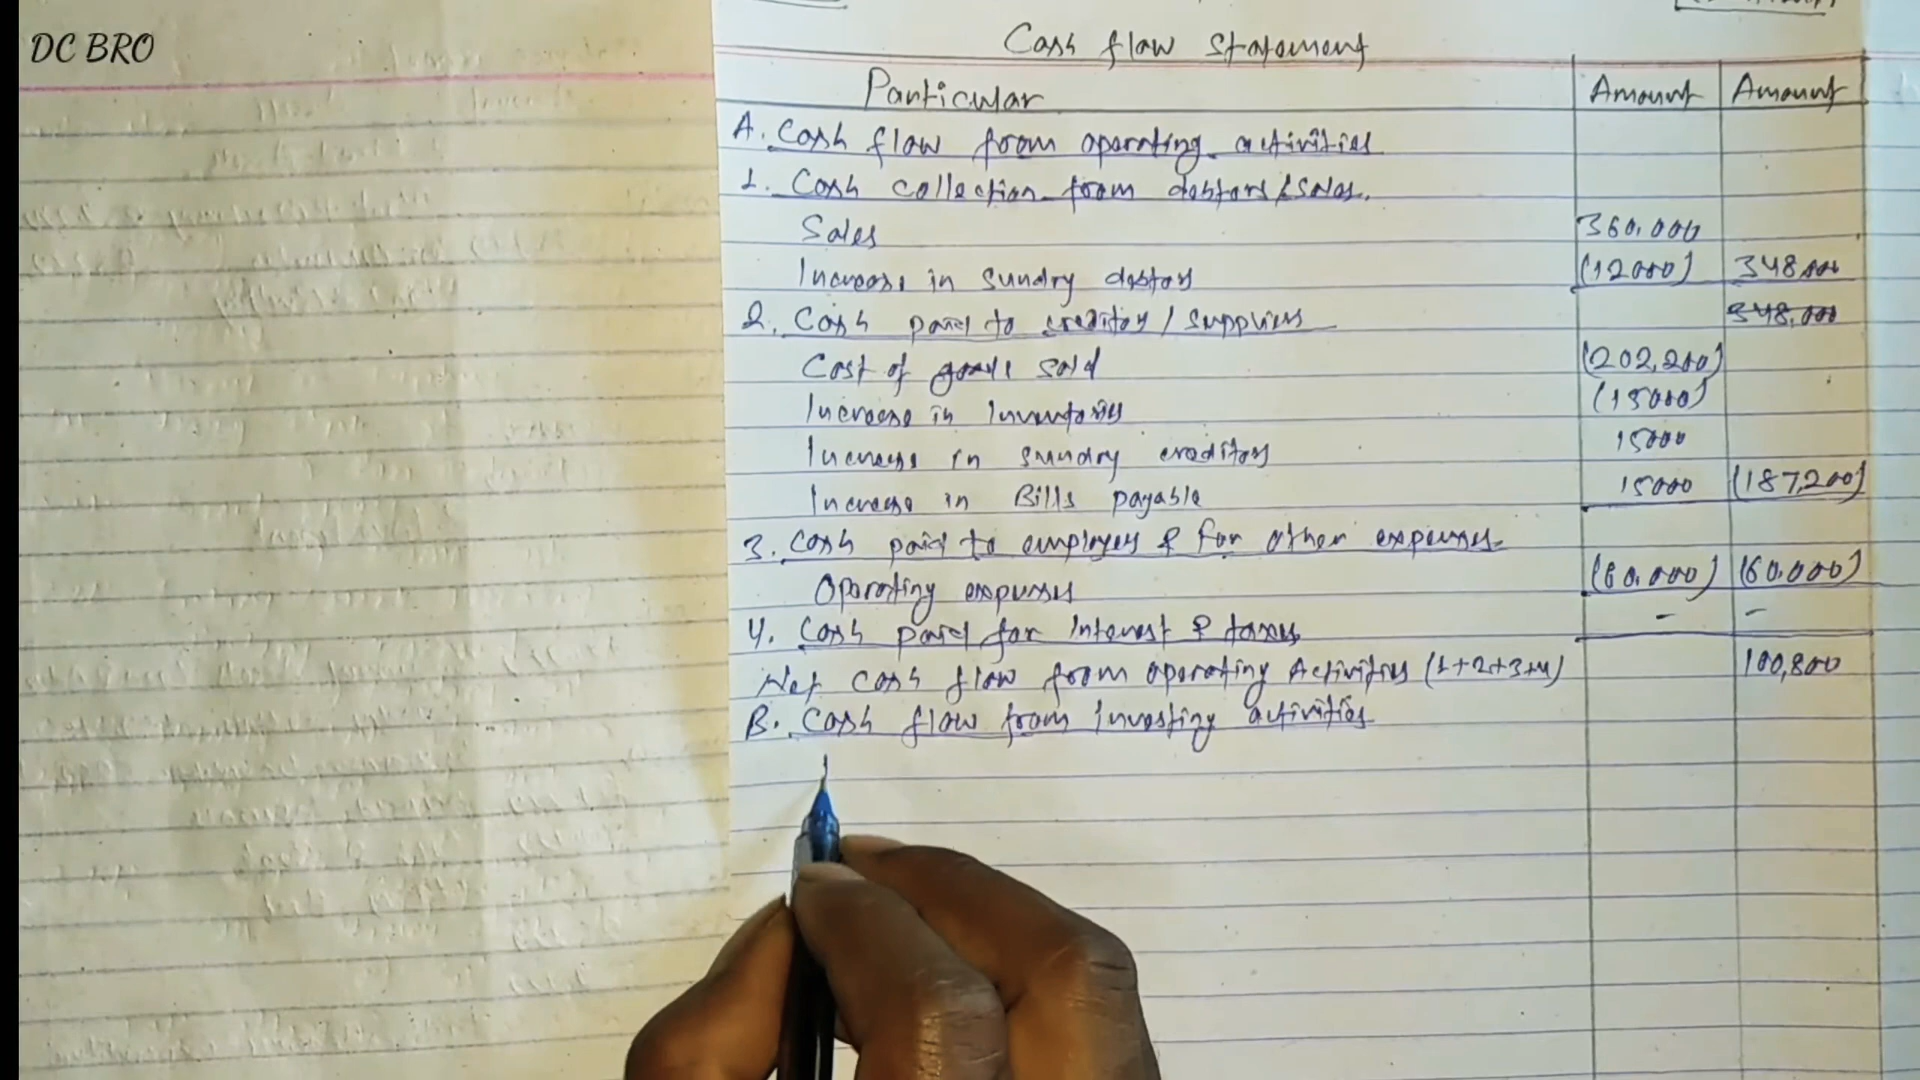 DC BRO
Cash flow Statement
Particular Amount Amount
A. Cash flow from operating activities
1. Cash collection from debtors/sales.
Sales 360,000
Increase in Sundry debtors (12000) 348000
2. Cash paid to creditors / suppliers 348,000
Cost of goods sold (202,200)
Increase in Inventories (15000)
Increase in sundry creditors 15000
Increase in Bills payable 15000 (187,200)
3. Cash paid to employees & for other expenses
Operating expenses (60,000) (60,000)
4. Cash paid for Interest & taxes - -
Net cash flow from operating Activities (1+2+3+4) 100,800
B. Cash flow from Investing activities